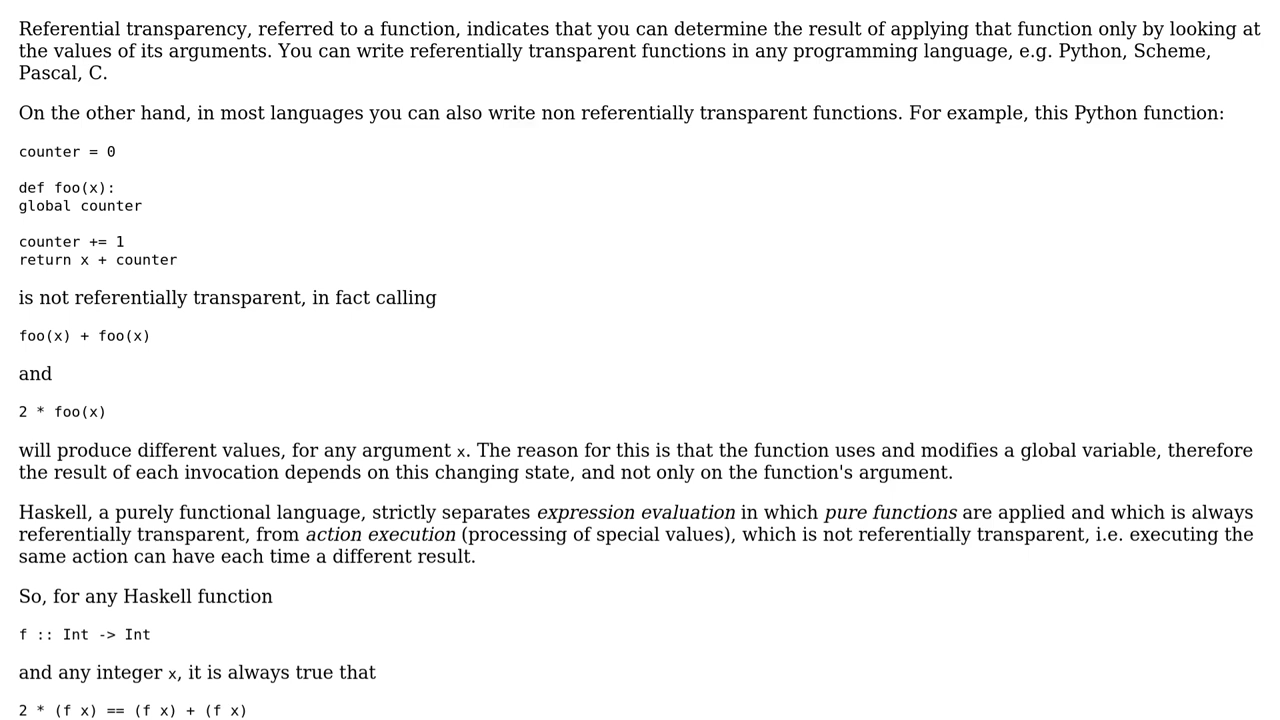 Referential transparency, referred to a function, indicates that you can determine the result of applying that function only by looking at
the values of its arguments. You can write referentially transparent functions in any programming language, e.g. Python, Scheme,
Pascal, C.
On the other hand, in most languages you can also write non referentially transparent functions. For example, this Python function:
counter = 0
def foo(x):
global counter
counter += 1
return x + counter
is not referentially transparent, in fact calling
foo(x) + foo(x)
and
2 * foo(x)
will produce different values, for any argument x. The reason for this is that the function uses and modifies a global variable, therefore
the result of each invocation depends on this changing state, and not only on the function's argument.
Haskell, a purely functional language, strictly separates expression evaluation in which pure functions are applied and which is always
referentially transparent, from action execution (processing of special values), which is not referentially transparent, i.e. executing the
same action can have each time a different result.
So, for any Haskell function
f :: Int -> Int
and any integer x, it is always true that
2 * (f x) == (f x) + (f x)